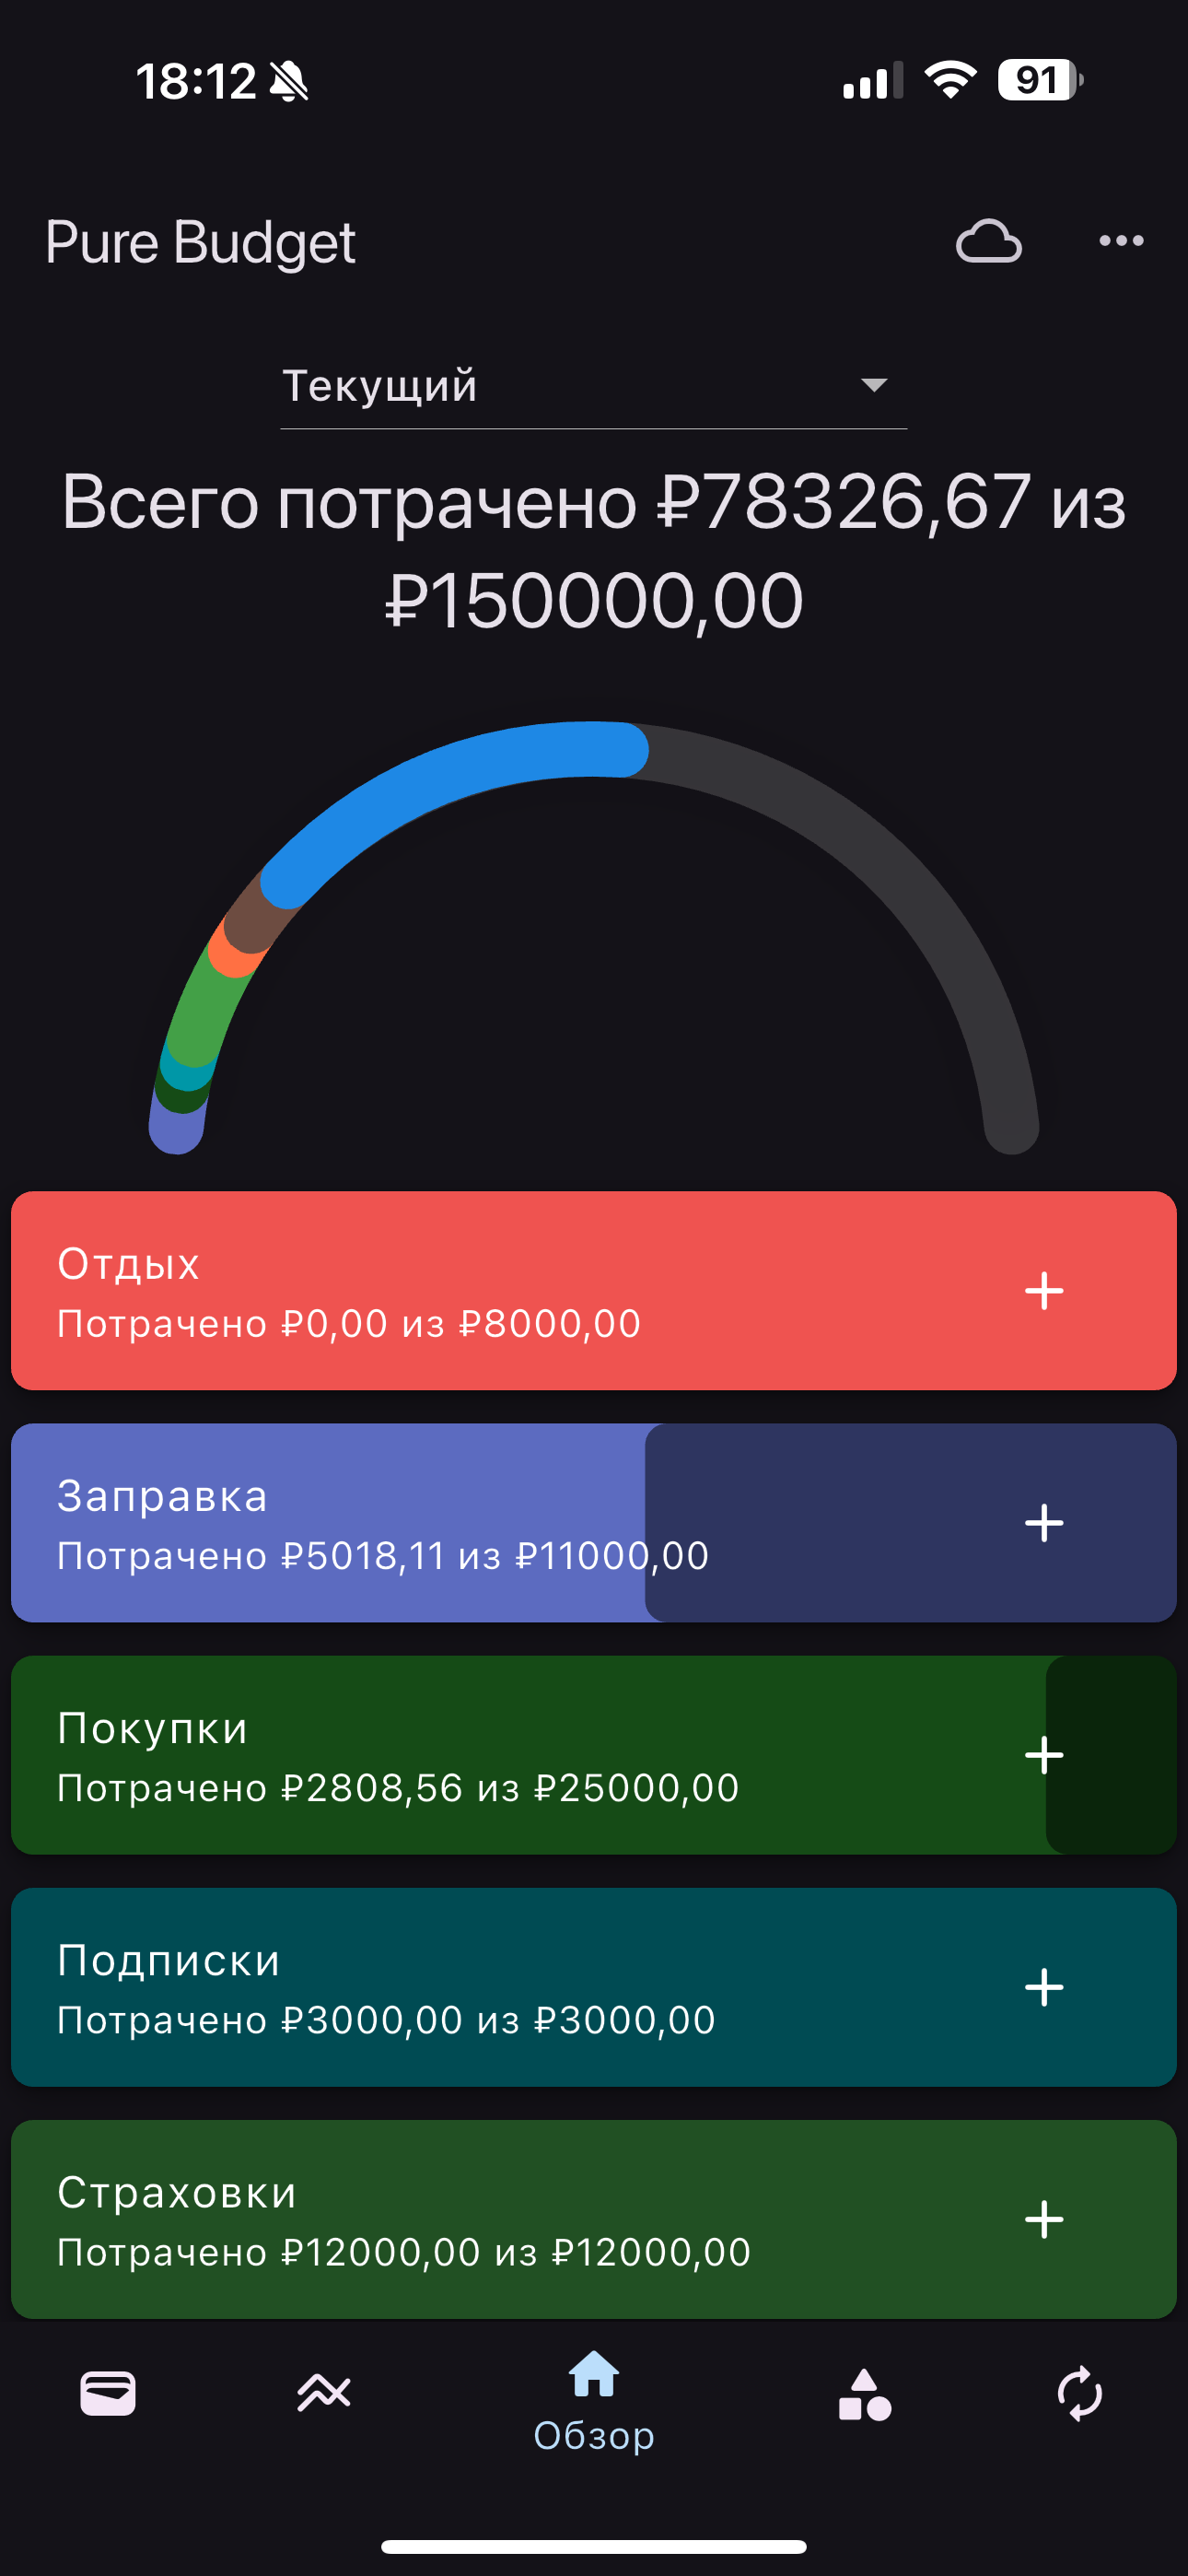 18:12
91
Pure Budget
Текущий
Всего потрачено ₽78326,67 из
₽150000,00
Отдых
Потрачено ₽0,00 из ₽8000,00
Заправка
Потрачено ₽5018,11 из ₽11000,00
Покупки
Потрачено ₽2808,56 из ₽25000,00
Подписки
Потрачено ₽3000,00 из ₽3000,00
Страховки
Потрачено ₽12000,00 из ₽12000,00
Обзор